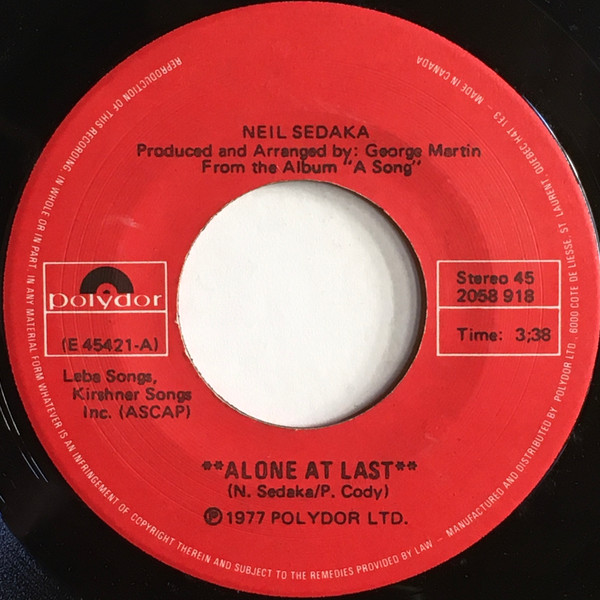 NEIL SEDAKA
Produced and Arranged by: George Martin
From the Album "A Song"
polydor
(E 45421-A)
Leba Songs,
Kirshner Songs
Inc. (ASCAP)
Stereo 45
2058 918
Time: 3;38
**ALONE AT LAST**
(N. Sedaka/P. Cody)
℗ 1977 POLYDOR LTD.
REPRODUCTION OF THIS RECORDING, IN WHOLE OR IN PART, IN ANY MATERIAL FORM WHATEVER IS AN INFRINGEMENT OF COPYRIGHT THEREIN AND SUBJECT TO THE REMEDIES PROVIDED BY LAW – MANUFACTURED AND DISTRIBUTED BY POLYDOR LTD., 6000 COTE DE LIESSE, ST LAURENT, QUEBEC H4T 1E3 – MADE IN CANADA